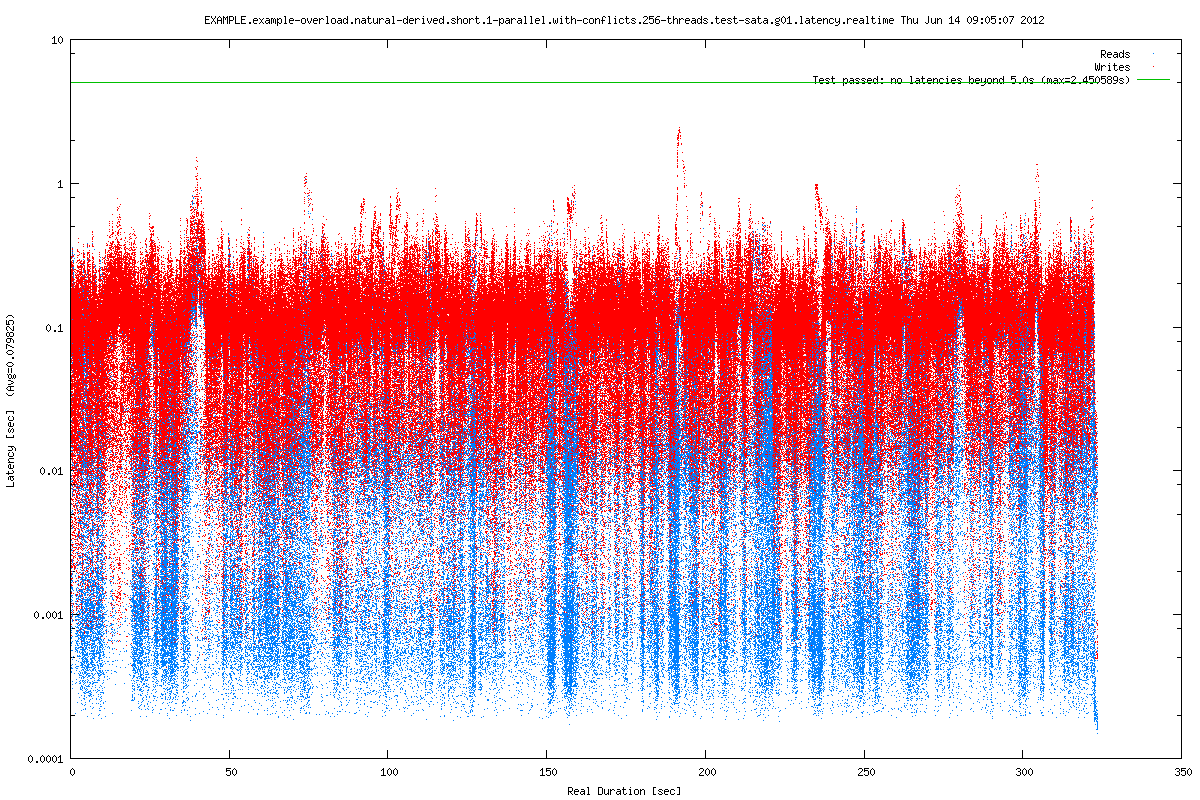 EXAMPLE.example-overload.natural-derived.short.1-parallel.with-conflicts.256-threads.test-sata.g01.latency.realtime Thu Jun 14 09:05:07 2012
10
Reads
Writes
Test passed: no latencies beyond 5.0s (max=2.450589s)
1
0.1
0.01
0.001
0.0001
Latency [sec] (Avg=0.079825)
0 50 100 150 200 250 300 350
Real Duration [sec]